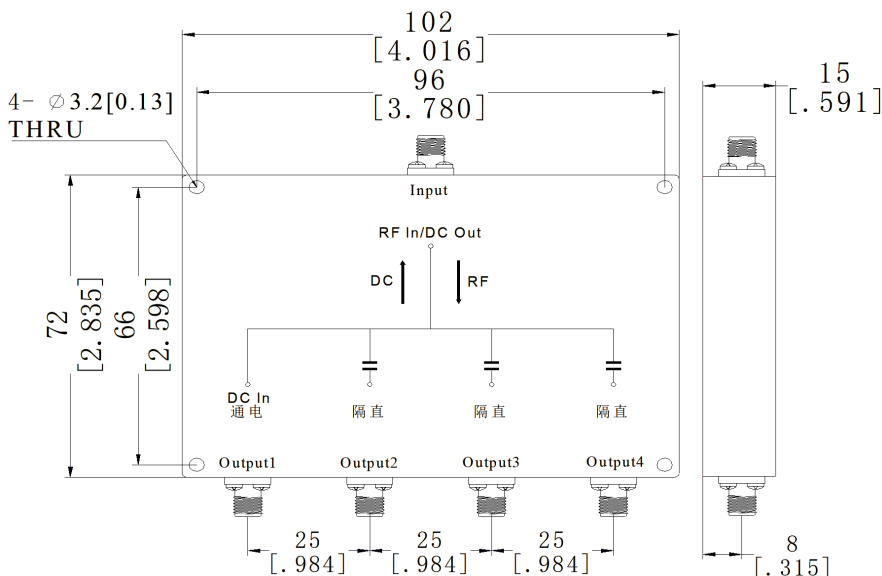 102
[4.016]
96
[3.780]
15
[.591]
4- ∅3.2[0.13]
THRU
Input
RF In/DC Out
DC
RF
72
[2.835]
66
[2.598]
DC In
通电
隔直
隔直
隔直
Output1
Output2
Output3
Output4
25
[.984]
25
[.984]
25
[.984]
8
[.315]